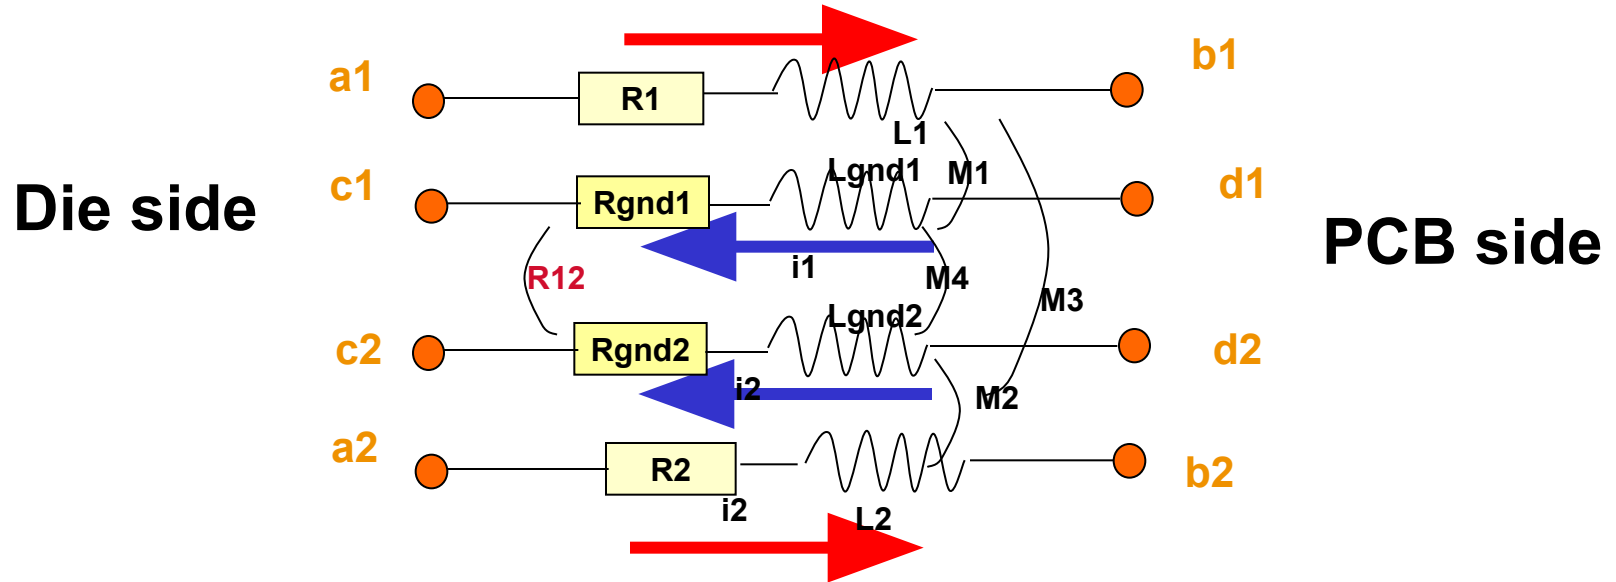 b1
a1
R1
L1
Lgnd1
M1
c1
d1
Rgnd1
Die side
PCB side
i1
R12
M4
M3
Lgnd2
c2
Rgnd2
d2
i2
M2
a2
R2
b2
i2
L2